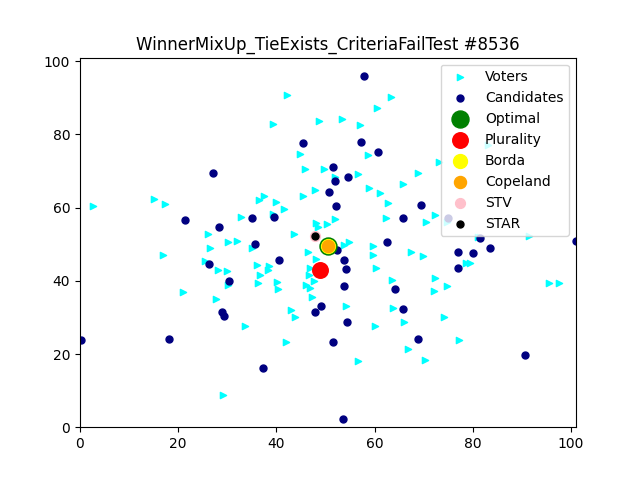 WinnerMixUp_TieExists_CriteriaFailTest #8536
100
80
60
40
20
0
0
20
40
60
80
100
Voters
Candidates
Optimal
Plurality
Borda
Copeland
STV
STAR